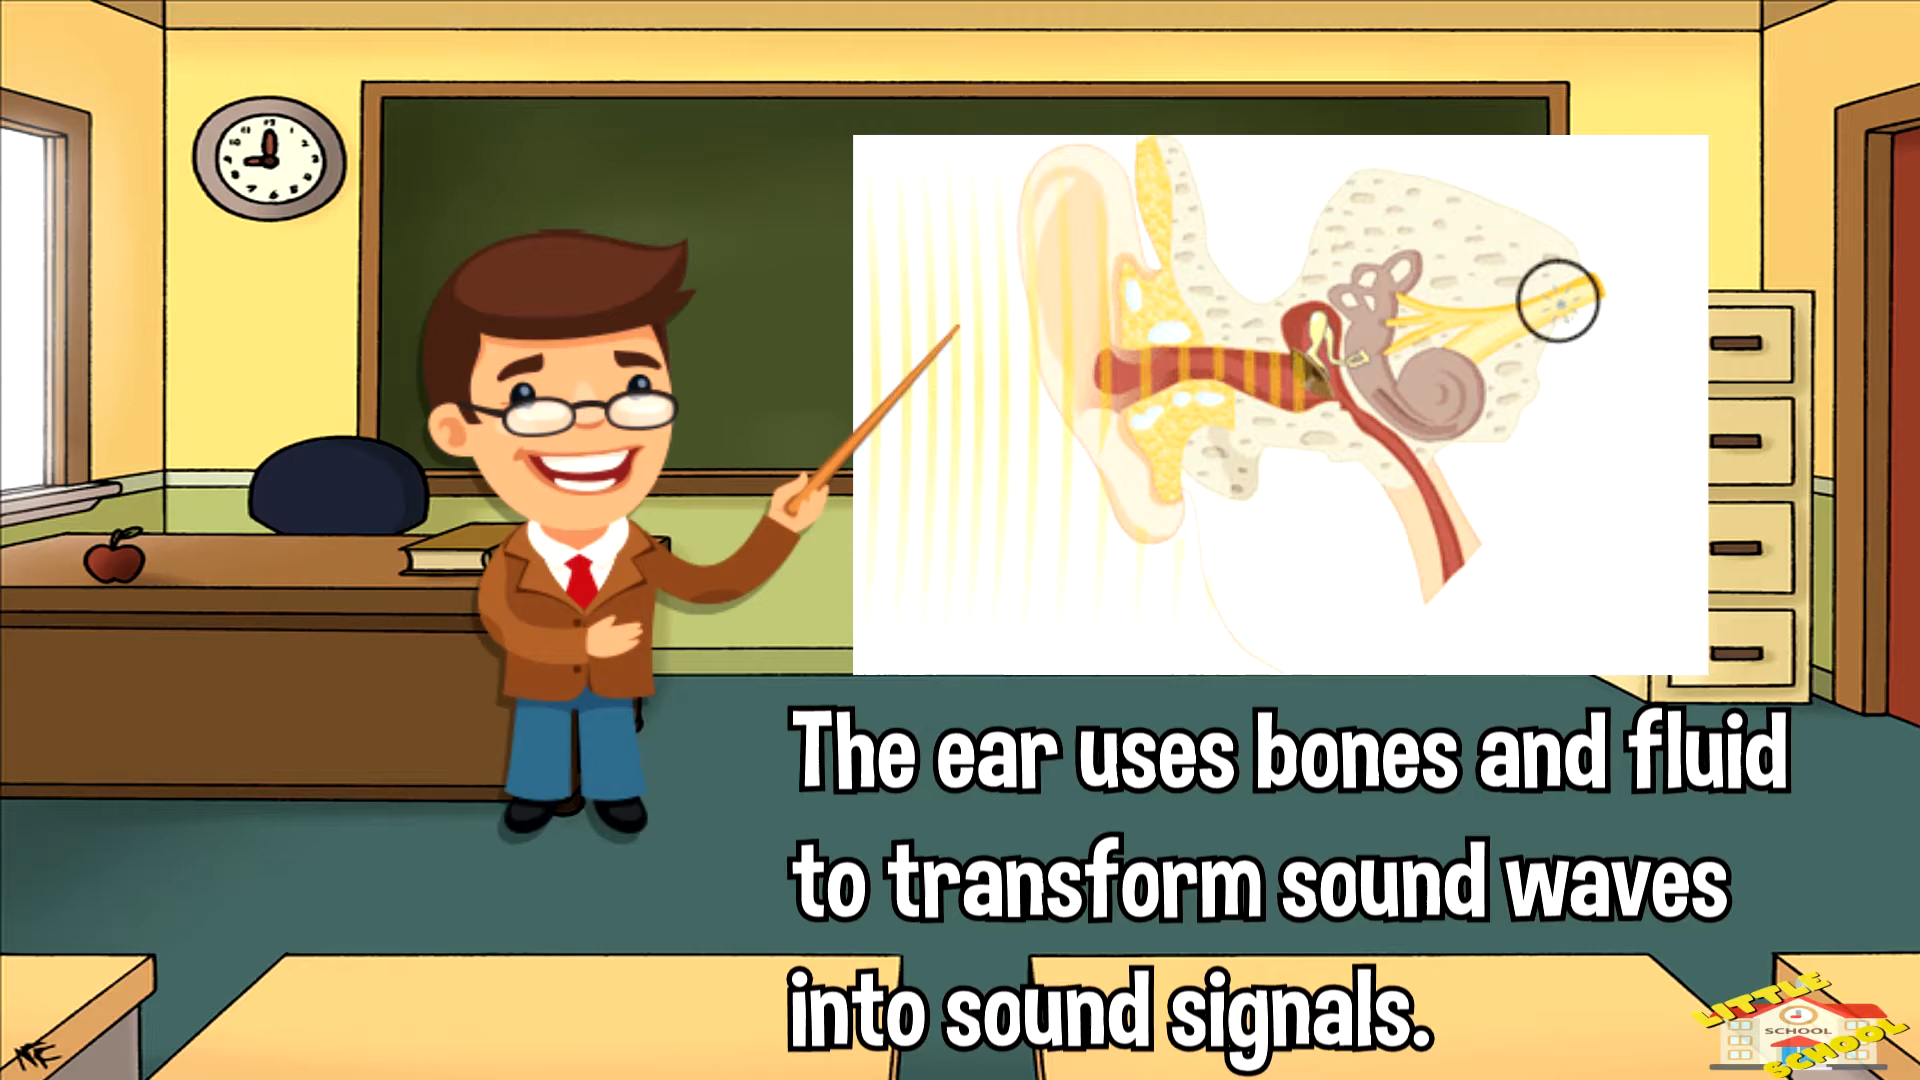 The ear uses bones and fluid
to transform sound waves
into sound signals.
LITTLE
SCHOOL
SCHOOL